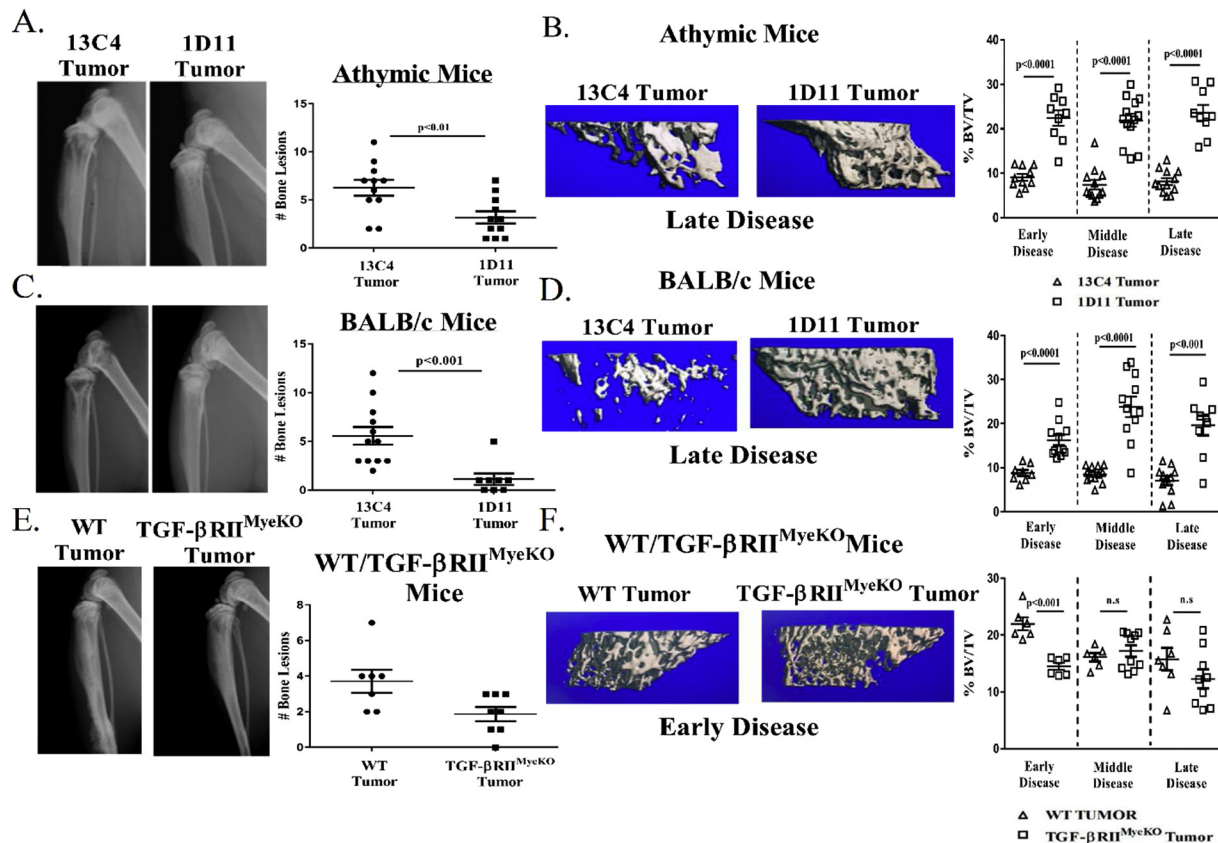 A.
13C4
Tumor
1D11
Tumor
Athymic Mice
# Bone Lesions
15
10
5
0
p<0.01
13C4
Tumor
1D11
Tumor
B.
Athymic Mice
13C4 Tumor
1D11 Tumor
Late Disease
% BV/TV
40
30
20
10
0
p<0.0001
p<0.0001
p<0.0001
Early
Disease
Middle
Disease
Late
Disease
13C4 Tumor
1D11 Tumor
C.
BALB/c Mice
# Bone Lesions
15
10
5
0
p<0.001
13C4
Tumor
1D11
Tumor
D.
BALB/c Mice
13C4 Tumor
1D11 Tumor
Late Disease
% BV/TV
40
30
20
10
0
p<0.0001
p<0.0001
p<0.001
Early
Disease
Middle
Disease
Late
Disease
E.
WT
Tumor
TGF-βRII^MyeKO
Tumor
WT/TGF-βRII^MyeKO
Mice
# Bone Lesions
8
6
4
2
0
WT
Tumor
TGF-βRII^MyeKO
Tumor
F.
WT/TGF-βRII^MyeKO Mice
WT Tumor
TGF-βRII^MyeKO Tumor
Early Disease
% BV/TV
30
20
10
0
p<0.001
n.s
n.s
Early
Disease
Middle
Disease
Late
Disease
WT TUMOR
TGF-βRII^MyeKO Tumor